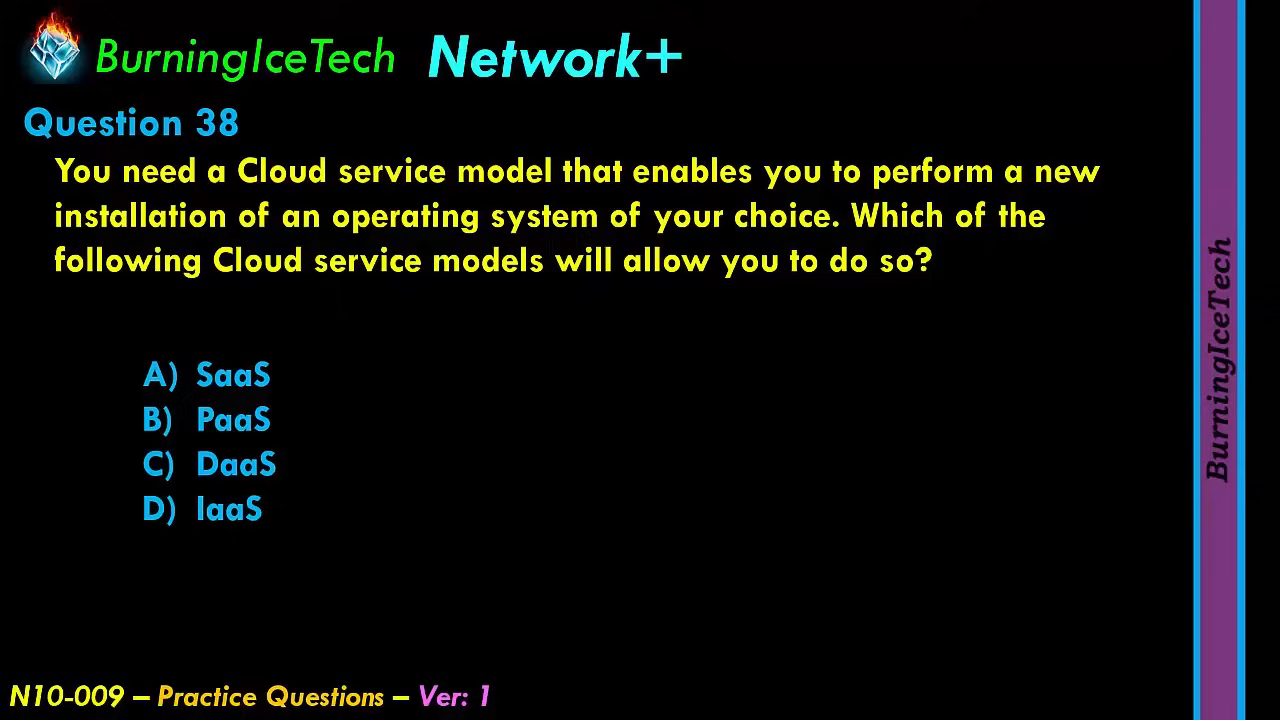 BurningIceTech Network+
Question 38
You need a Cloud service model that enables you to perform a new
installation of an operating system of your choice. Which of the
following Cloud service models will allow you to do so?
A) SaaS
B) PaaS
C) DaaS
D) IaaS
N10-009 – Practice Questions – Ver: 1
BurningIceTech